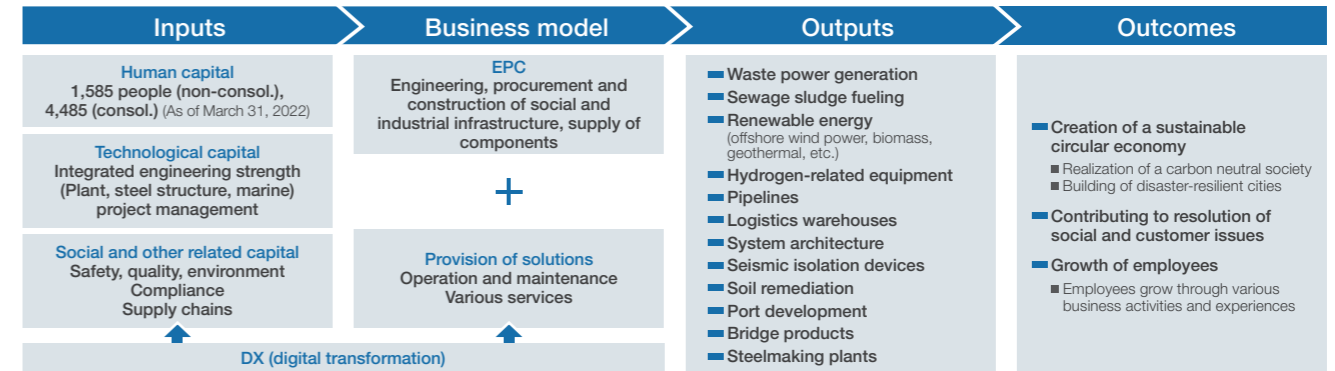 Inputs
Business model
Outputs
Outcomes
Human capital
1,585 people (non-consol.),
4,485 (consol.) (As of March 31, 2022)
Technological capital
Integrated engineering strength
(Plant, steel structure, marine)
project management
Social and other related capital
Safety, quality, environment
Compliance
Supply chains
EPC
Engineering, procurement and
construction of social and
industrial infrastructure, supply of
components
+
Provision of solutions
Operation and maintenance
Various services
DX (digital transformation)
Waste power generation
Sewage sludge fueling
Renewable energy
(offshore wind power, biomass,
geothermal, etc.)
Hydrogen-related equipment
Pipelines
Logistics warehouses
System architecture
Seismic isolation devices
Soil remediation
Port development
Bridge products
Steelmaking plants
Creation of a sustainable
circular economy
Realization of a carbon neutral society
Building of disaster-resilient cities
Contributing to resolution of
social and customer issues
Growth of employees
Employees grow through various
business activities and experiences